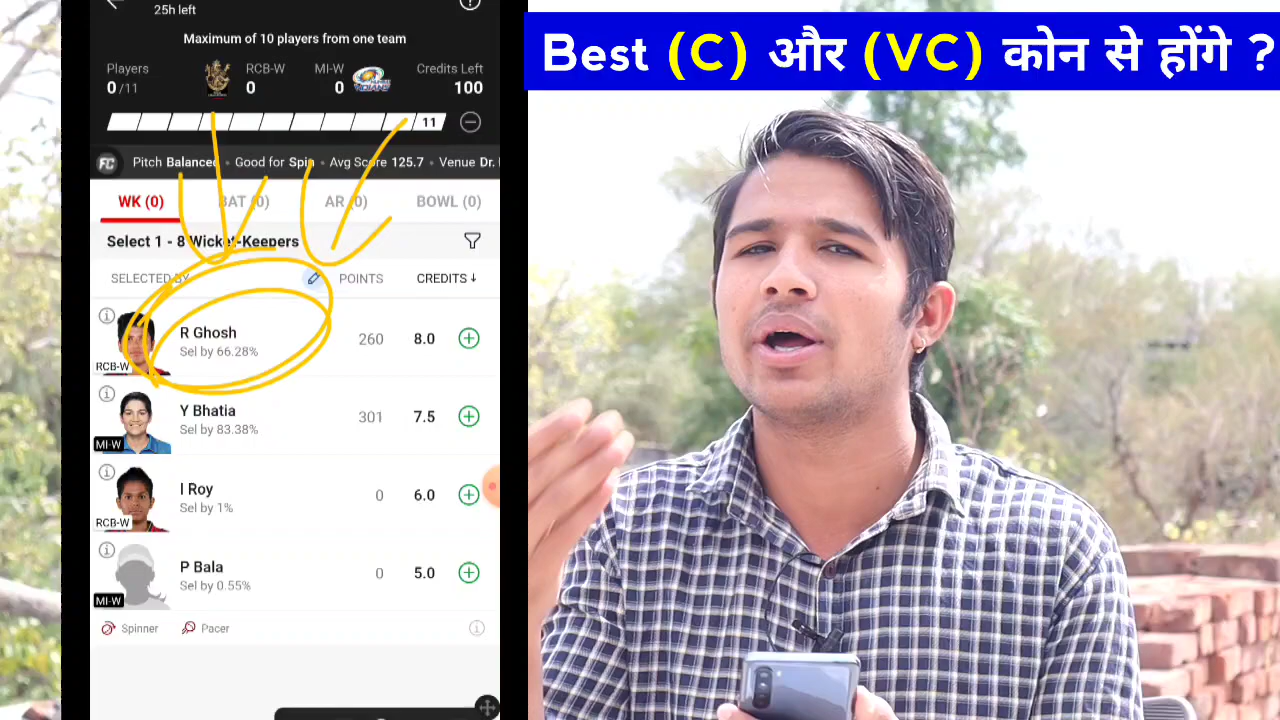 Best (C) और (VC) कोन से होंगे ?
25h left
Maximum of 10 players from one team
Players RCB-W MI-W Credits Left
0/11 0 0 100
11
FC Pitch Balanced • Good for Spin • Avg Score 125.7 • Venue Dr.
WK (0) BAT (0) AR (0) BOWL (0)
Select 1 - 8 Wicket-Keepers
SELECTED BY POINTS CREDITS↓
R Ghosh 260 8.0
Sel by 66.28%
RCB-W
Y Bhatia 301 7.5
Sel by 83.38%
MI-W
I Roy 0 6.0
Sel by 1%
RCB-W
P Bala 0 5.0
Sel by 0.55%
MI-W
Spinner Pacer